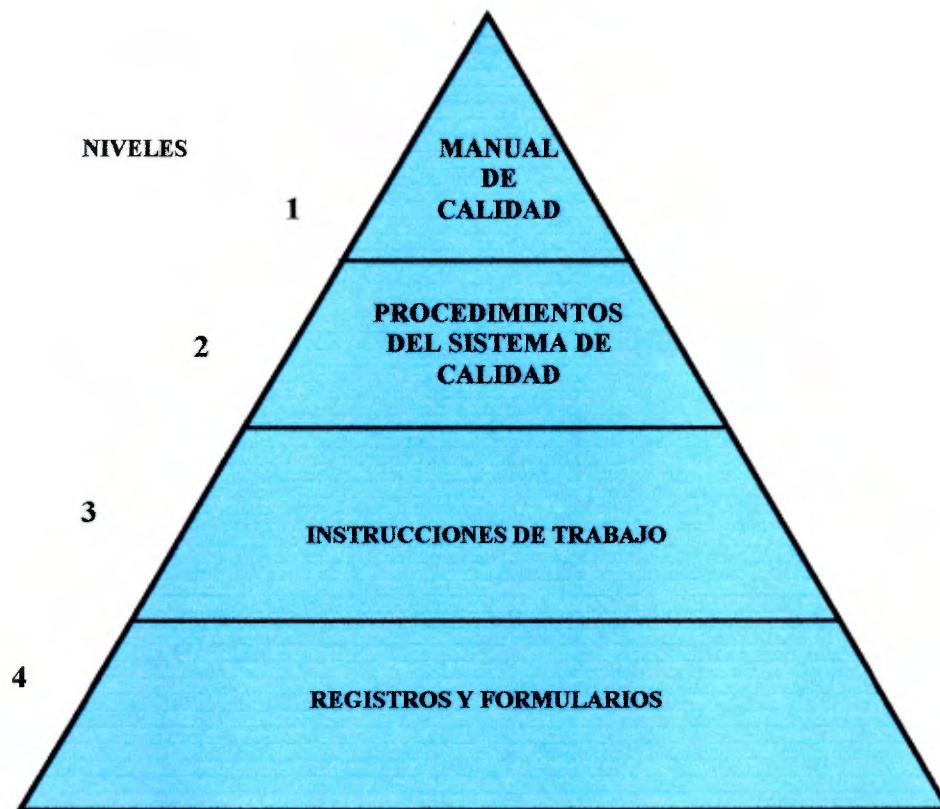 NIVELES
1
MANUAL
DE
CALIDAD
2
PROCEDIMIENTOS
DEL SISTEMA DE
CALIDAD
3
INSTRUCCIONES DE TRABAJO
4
REGISTROS Y FORMULARIOS